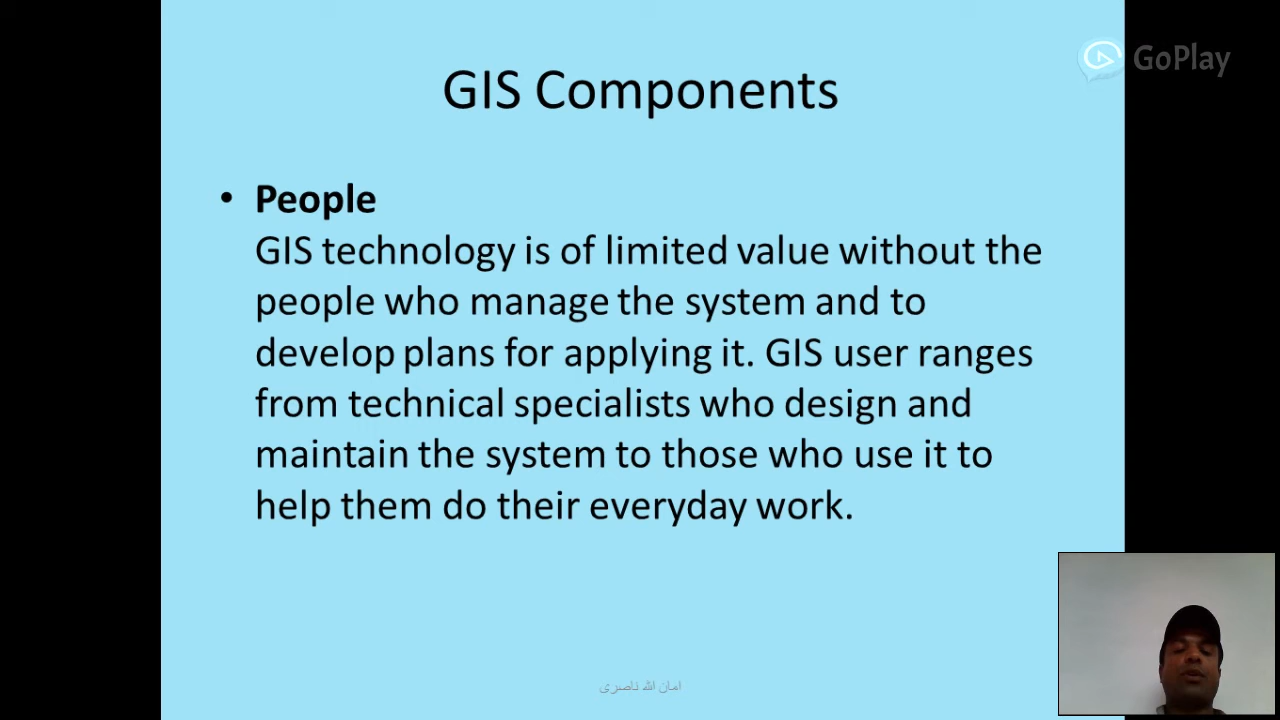 GoPlay
GIS Components
• People
GIS technology is of limited value without the
people who manage the system and to
develop plans for applying it. GIS user ranges
from technical specialists who design and
maintain the system to those who use it to
help them do their everyday work.
امان الله ناصری